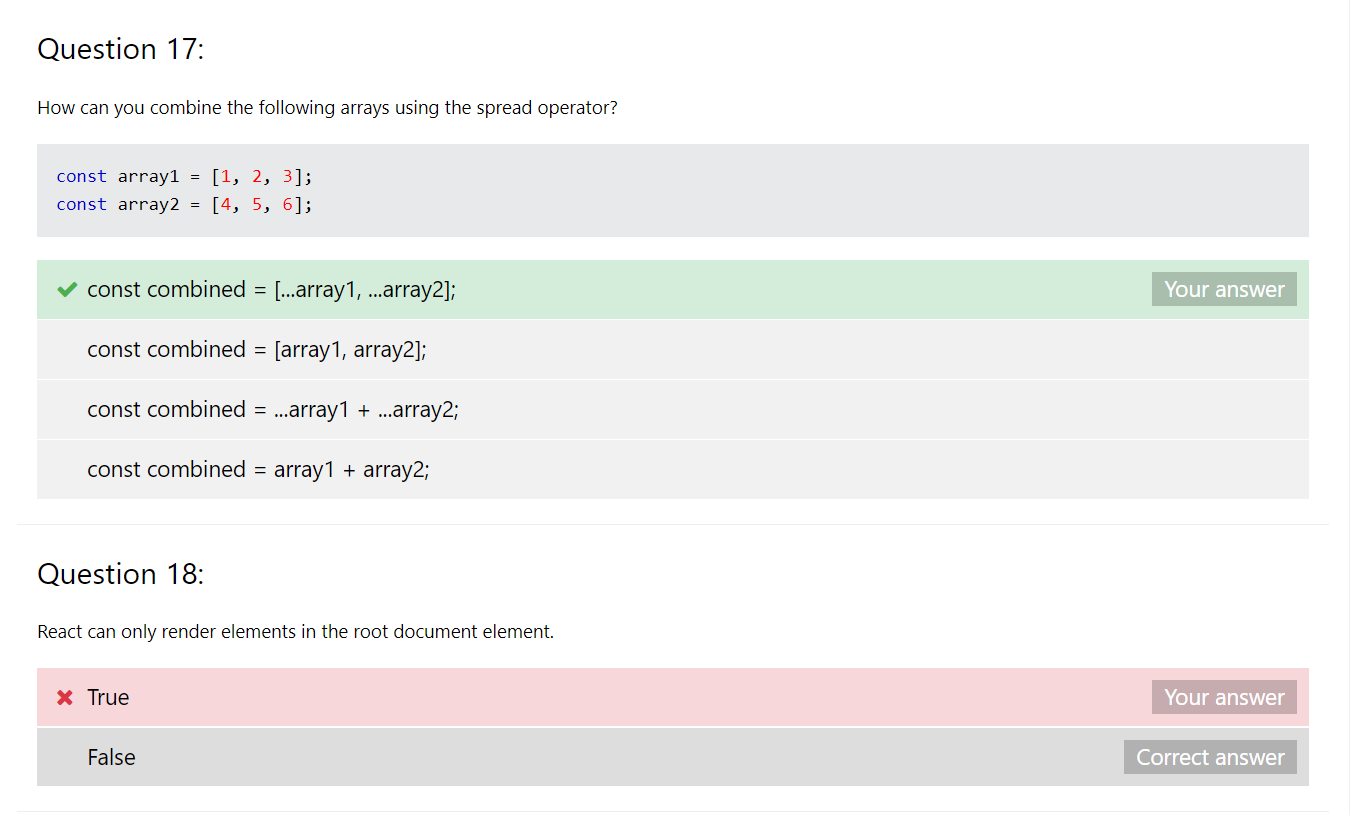 Question 17:
How can you combine the following arrays using the spread operator?
const array1 = [1, 2, 3];
const array2 = [4, 5, 6];
const combined = [...array1, ...array2];
Your answer
const combined = [array1, array2];
const combined = ...array1 + ...array2;
const combined = array1 + array2;
Question 18:
React can only render elements in the root document element.
True
Your answer
False
Correct answer